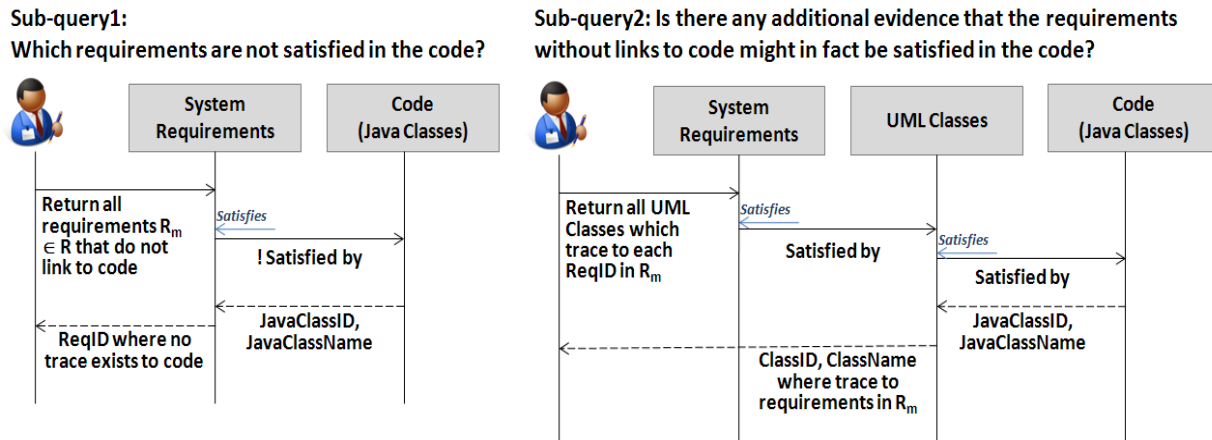 Sub-query1:
Which requirements are not satisfied in the code?
System
Requirements
Code
(Java Classes)
Return all
requirements Rm
∈ R that do not
link to code
Satisfies
! Satisfied by
JavaClassID,
JavaClassName
ReqID where no
trace exists to code
Sub-query2: Is there any additional evidence that the requirements
without links to code might in fact be satisfied in the code?
System
Requirements
UML Classes
Code
(Java Classes)
Return all UML
Classes which
trace to each
ReqID in Rm
Satisfies
Satisfied by
Satisfies
Satisfied by
JavaClassID,
JavaClassName
ClassID, ClassName
where trace to
requirements in Rm